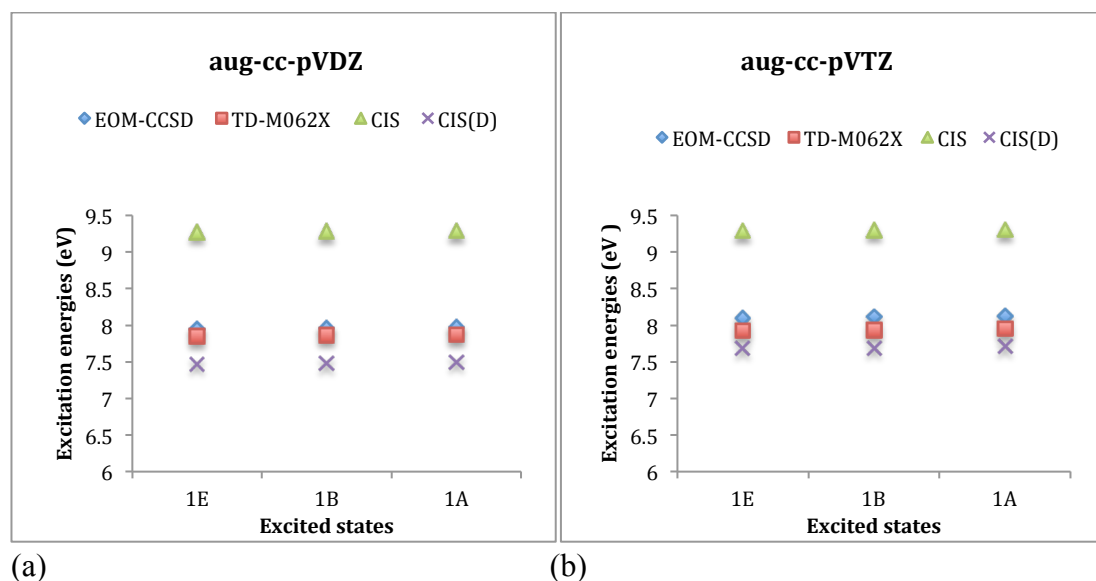 aug-cc-pVDZ
EOM-CCSD TD-M062X CIS CIS(D)
Excitation energies (eV)
9.5
9
8.5
8
7.5
7
6.5
6
1E 1B 1A
Excited states
(a)
aug-cc-pVTZ
EOM-CCSD TD-M062X CIS CIS(D)
Excitation energies (eV )
9.5
9
8.5
8
7.5
7
6.5
6
1E 1B 1A
Excited states
(b)